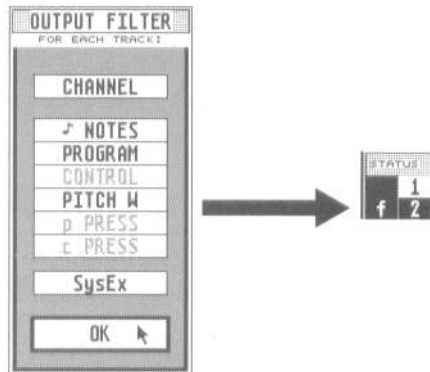 OUTPUT FILTER
FOR EACH TRACK!
CHANNEL
♪ NOTES
PROGRAM
CONTROL
PITCH W
p PRESS
c PRESS
SysEx
OK
STATUS
1
f 2